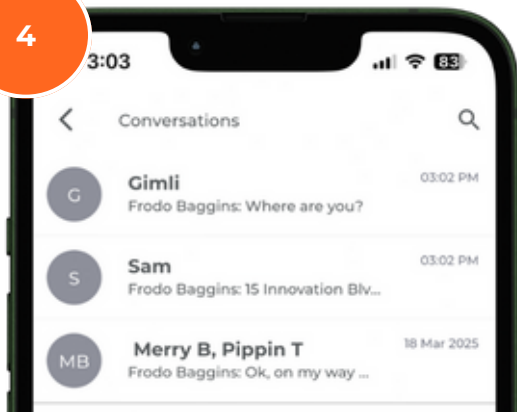 4
3:03
83
Conversations
G
Gimli
03:02 PM
Frodo Baggins: Where are you?
S
Sam
03:02 PM
Frodo Baggins: 15 Innovation Blv...
MB
Merry B, Pippin T
18 Mar 2025
Frodo Baggins: Ok, on my way ...